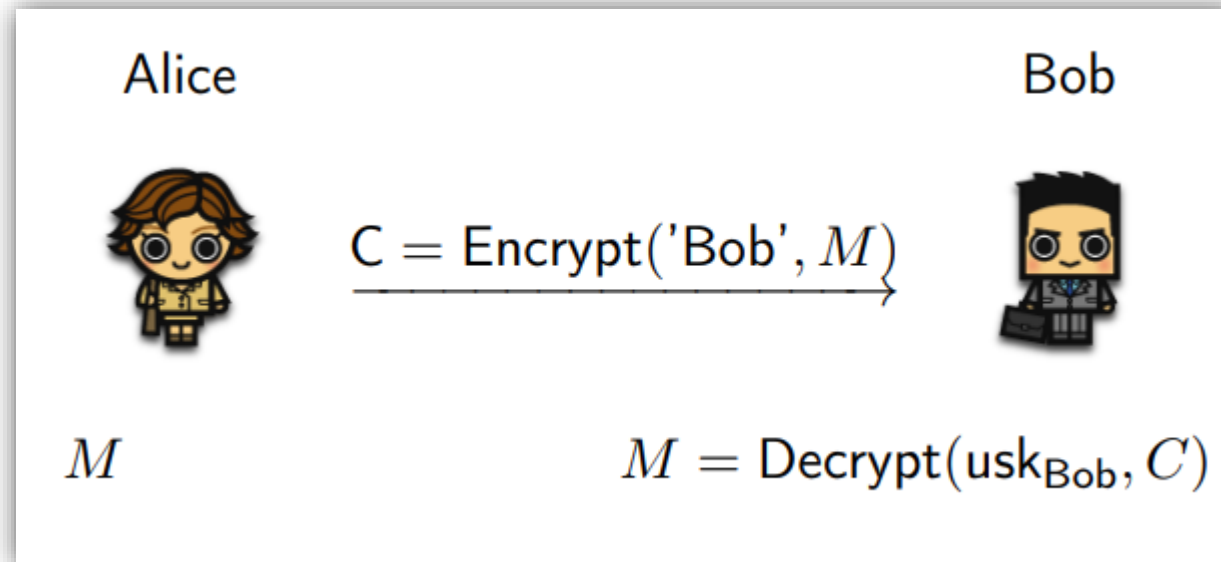 Alice Bob
C = Encrypt('Bob', M)
M M = Decrypt(usk_Bob, C)